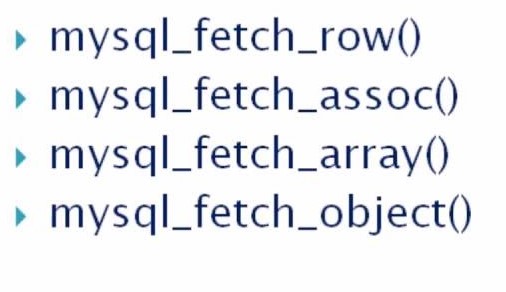 mysql_fetch_row()
mysql_fetch_assoc()
mysql_fetch_array()
mysql_fetch_object()